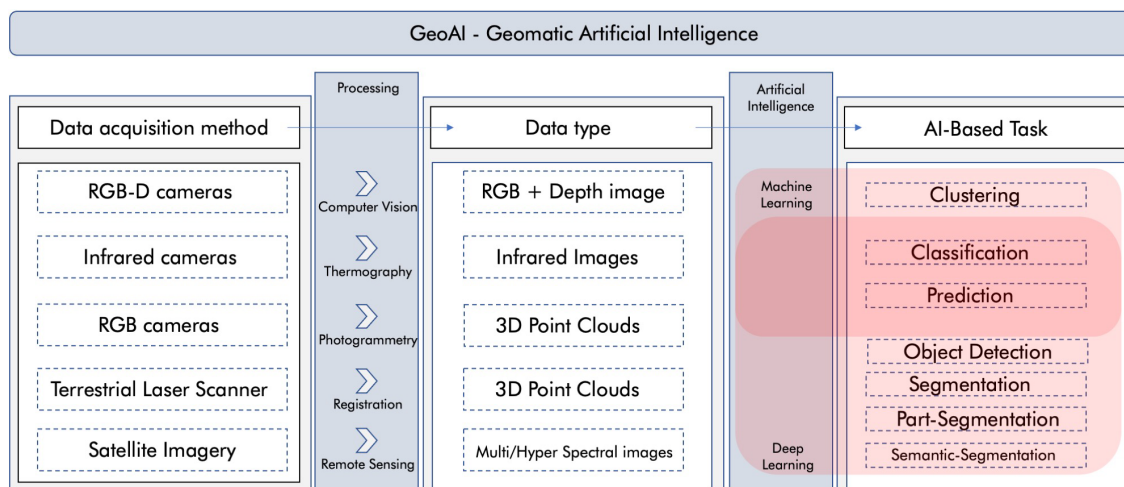 GeoAI - Geomatic Artificial Intelligence
Processing
Artificial
Intelligence
Data acquisition method
Data type
AI-Based Task
RGB-D cameras
Computer Vision
RGB + Depth image
Machine
Learning
Clustering
Infrared cameras
Thermography
Infrared Images
Classification
Prediction
RGB cameras
Photogrammetry
3D Point Clouds
Object Detection
Terrestrial Laser Scanner
Registration
3D Point Clouds
Segmentation
Part-Segmentation
Satellite Imagery
Remote Sensing
Multi/Hyper Spectral images
Deep
Learning
Semantic-Segmentation